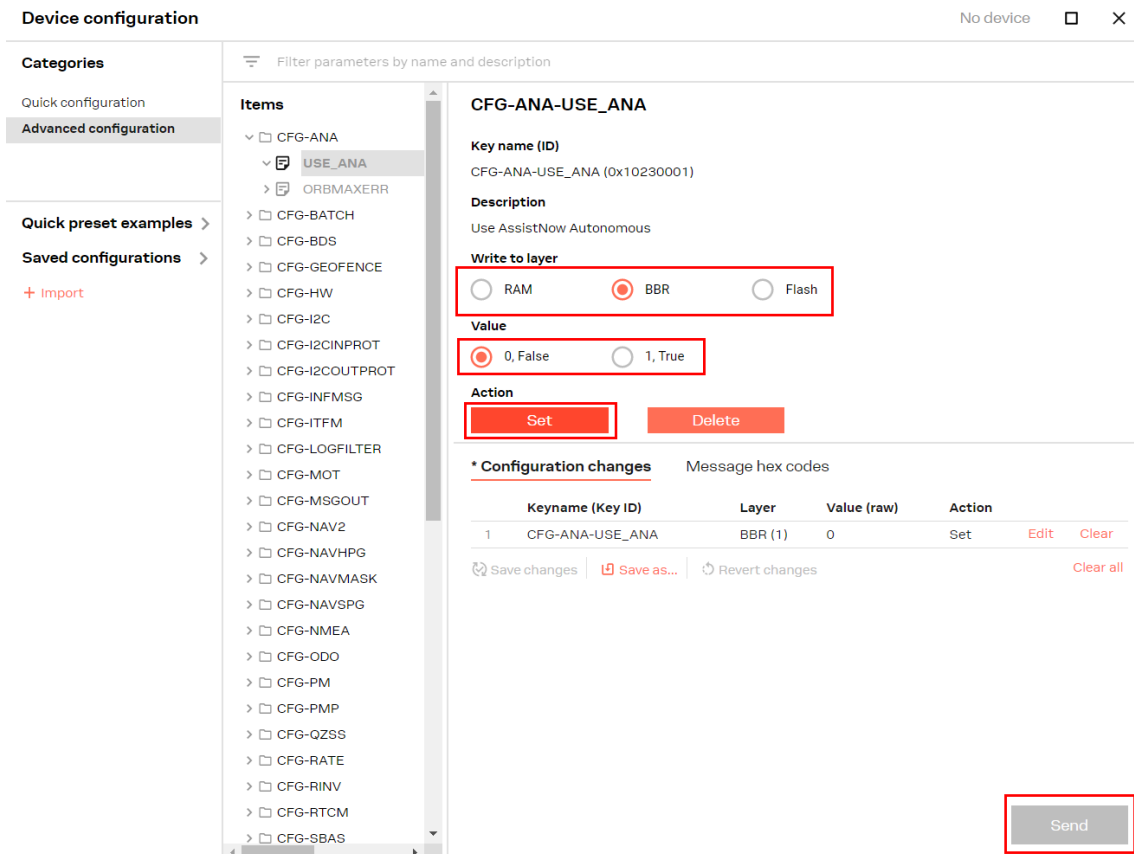 Device configuration
No device
Categories
Quick configuration
Advanced configuration
Quick preset examples
Saved configurations
+ Import
Filter parameters by name and description
Items
CFG-ANA
USE_ANA
ORBMAXERR
CFG-BATCH
CFG-BDS
CFG-GEOFENCE
CFG-HW
CFG-I2C
CFG-I2CINPROT
CFG-I2COUTPROT
CFG-INFMSG
CFG-ITFM
CFG-LOGFILTER
CFG-MOT
CFG-MSGOUT
CFG-NAV2
CFG-NAVHPG
CFG-NAVMASK
CFG-NAVSPG
CFG-NMEA
CFG-ODO
CFG-PM
CFG-PMP
CFG-QZSS
CFG-RATE
CFG-RINV
CFG-RTCM
CFG-SBAS
CFG-ANA-USE_ANA
Key name (ID)
CFG-ANA-USE_ANA (0x10230001)
Description
Use AssistNow Autonomous
Write to layer
RAM BBR Flash
Value
0, False 1, True
Action
Set Delete
* Configuration changes Message hex codes
Keyname (Key ID) Layer Value (raw) Action
1 CFG-ANA-USE_ANA BBR (1) 0 Set Edit Clear
Save changes Save as... Revert changes Clear all
Send